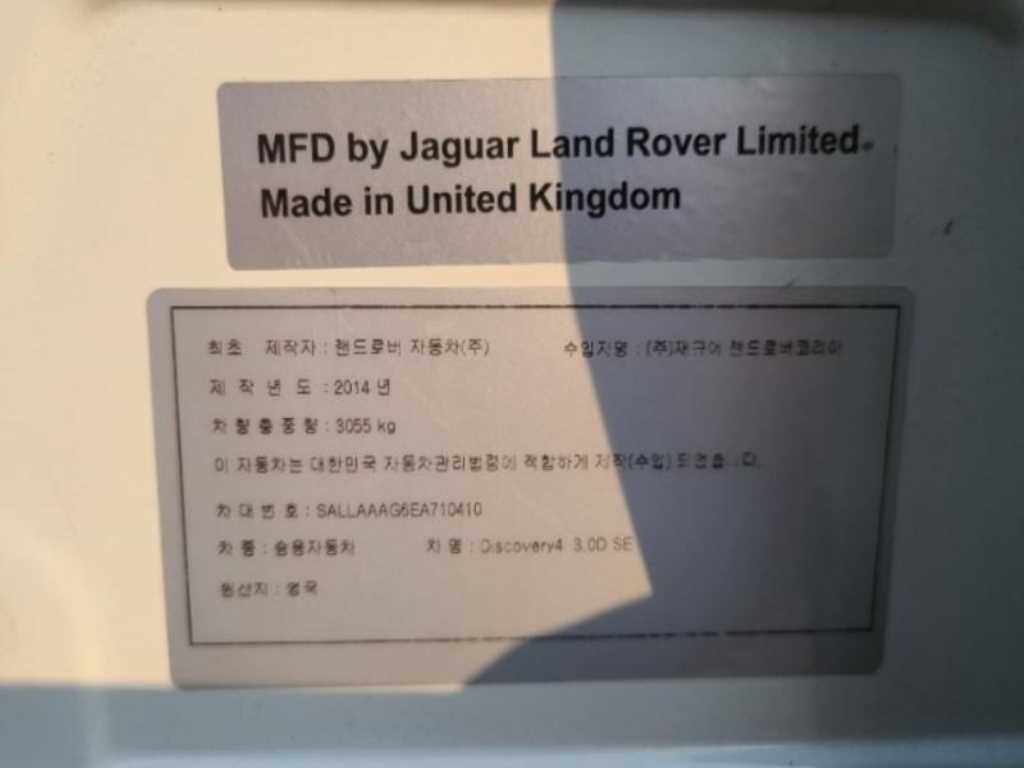 MFD by Jaguar Land Rover Limited.
Made in United Kingdom
최초 제작자 : 랜드로버 자동차(주) 수입자명 : (주)재규어 랜드로버코리아
제 작 년 도 : 2014 년
차 량 총 중 량 : 3055 kg
이 자동차는 대한민국 자동차관리법령에 적합하게 제작(수입) 되었습니다.
차 대 번 호 : SALLAAAG6EA710410
차 종 : 승용자동차 차 명 : Discovery4 3.0D SE
원산지 : 영국